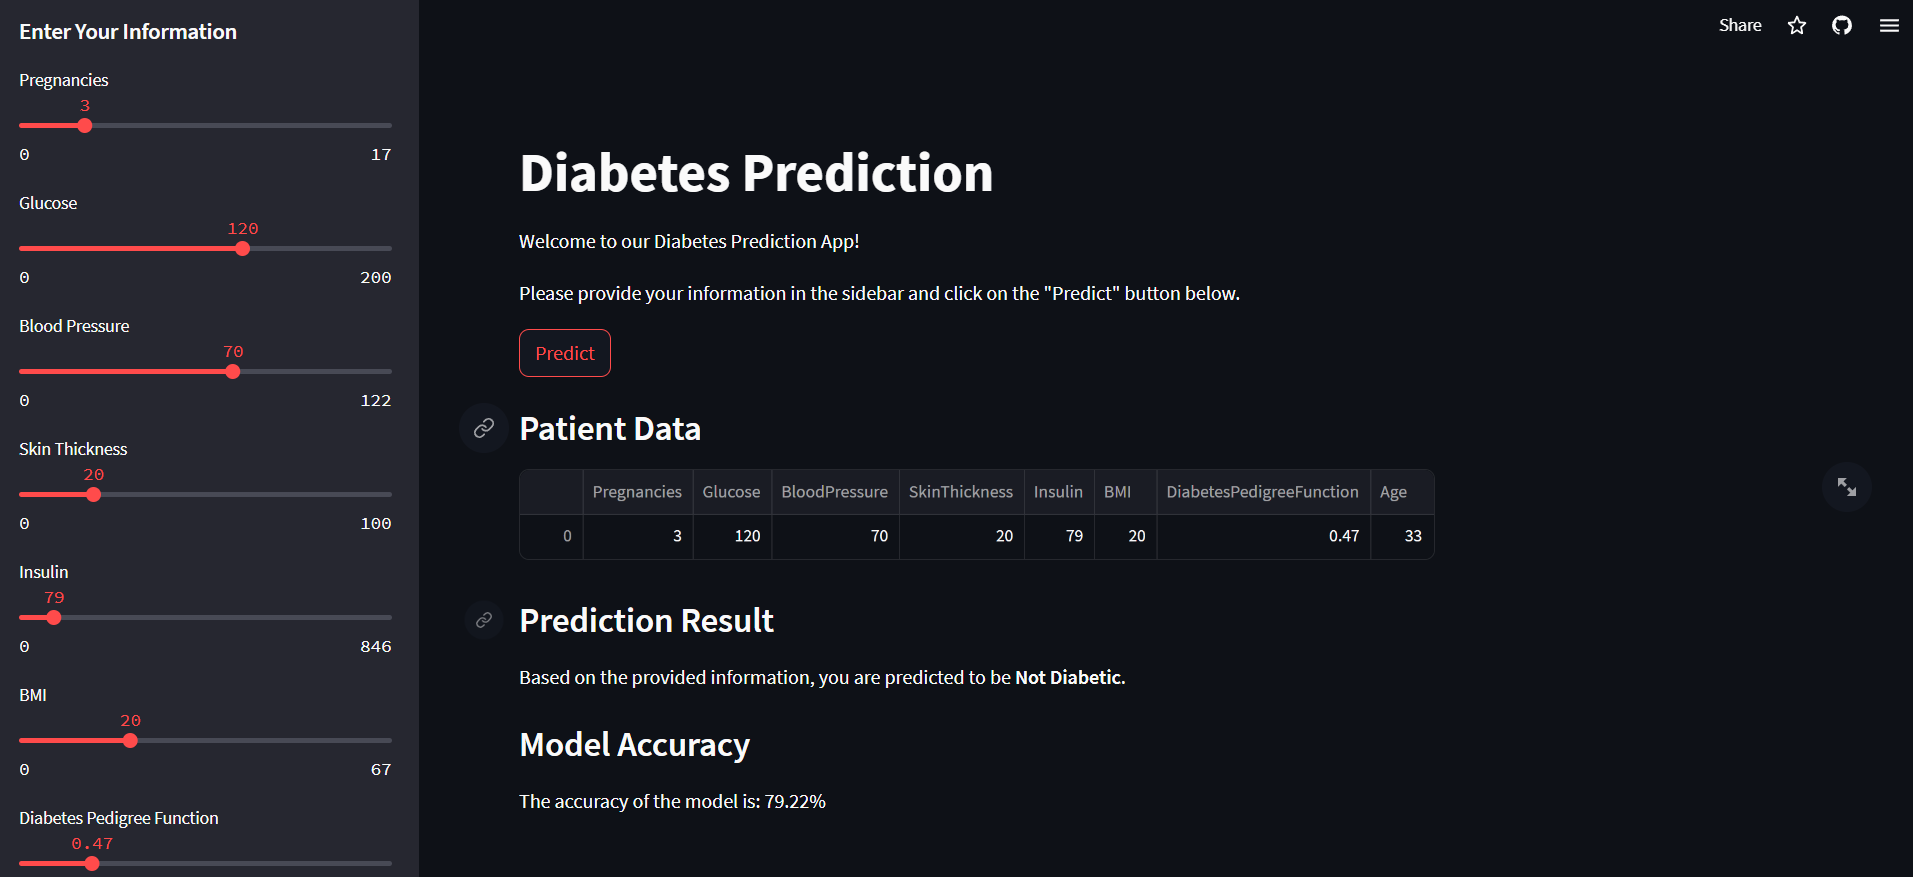 Enter Your Information
Pregnancies
3
0 17
Glucose
120
0 200
Blood Pressure
70
0 122
Skin Thickness
20
0 100
Insulin
79
0 846
BMI
20
0 67
Diabetes Pedigree Function
0.47
Share
Diabetes Prediction
Welcome to our Diabetes Prediction App!
Please provide your information in the sidebar and click on the "Predict" button below.
Predict
Patient Data
Pregnancies Glucose BloodPressure SkinThickness Insulin BMI DiabetesPedigreeFunction Age
0 3 120 70 20 79 20 0.47 33
Prediction Result
Based on the provided information, you are predicted to be Not Diabetic.
Model Accuracy
The accuracy of the model is: 79.22%